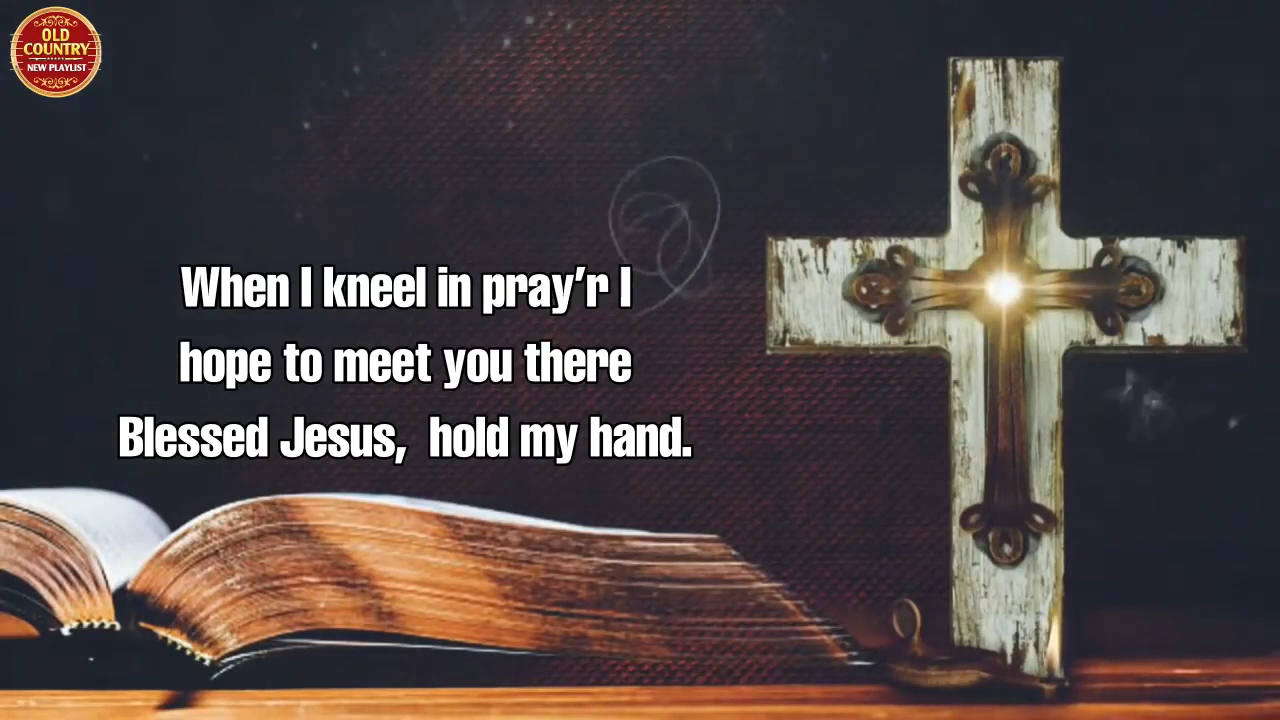 OLD
COUNTRY
NEW PLAYLIST
When I kneel in pray’r I
hope to meet you there
Blessed Jesus,  hold my hand.